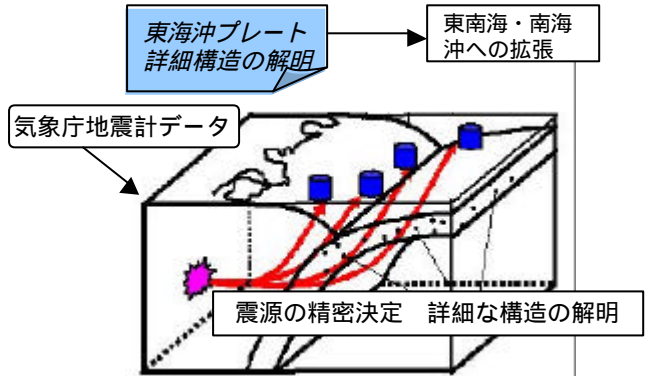 東海沖プレート
詳細構造の解明
東南海・南海
沖への拡張
気象庁地震計データ
震源の精密決定　詳細な構造の解明